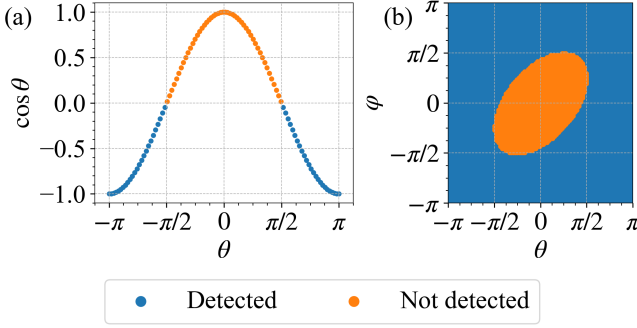 (a)
1.0
0.5
0.0
−0.5
−1.0
cos θ
−π
−π/2
0
π/2
π
θ
(b)
π
π/2
0
−π/2
−π
φ
−π
−π/2
0
π/2
π
θ
Detected
Not detected